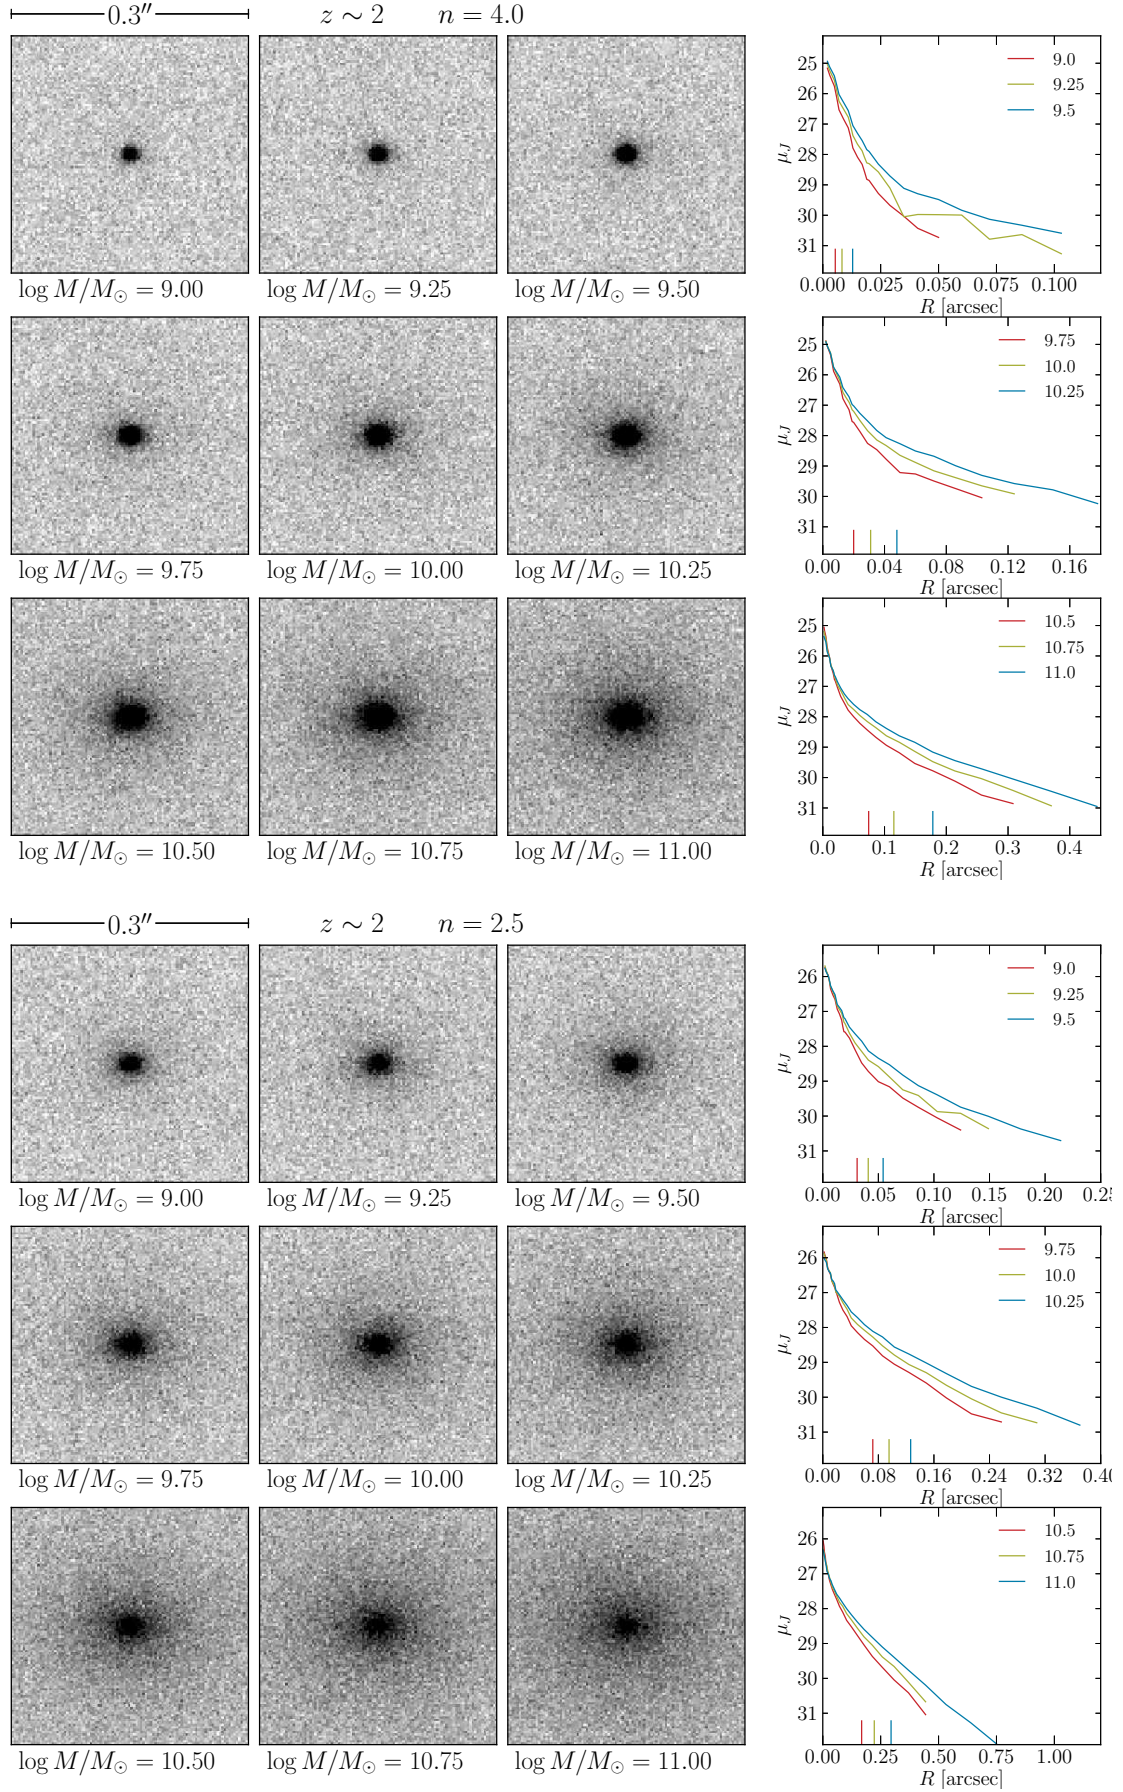 0.3″ z ∼ 2 n = 4.0
log M/M⊙ = 9.00 log M/M⊙ = 9.25 log M/M⊙ = 9.50
9.0
9.25
9.5
25
26
27
28
29
30
31
μJ
0.000 0.025 0.050 0.075 0.100
R [arcsec]
log M/M⊙ = 9.75 log M/M⊙ = 10.00 log M/M⊙ = 10.25
9.75
10.0
10.25
25
26
27
28
29
30
31
μJ
0.00 0.04 0.08 0.12 0.16
R [arcsec]
log M/M⊙ = 10.50 log M/M⊙ = 10.75 log M/M⊙ = 11.00
10.5
10.75
11.0
25
26
27
28
29
30
31
μJ
0.0 0.1 0.2 0.3 0.4
R [arcsec]
0.3″ z ∼ 2 n = 2.5
log M/M⊙ = 9.00 log M/M⊙ = 9.25 log M/M⊙ = 9.50
9.0
9.25
9.5
26
27
28
29
30
31
μJ
0.00 0.05 0.10 0.15 0.20 0.25
R [arcsec]
log M/M⊙ = 9.75 log M/M⊙ = 10.00 log M/M⊙ = 10.25
9.75
10.0
10.25
26
27
28
29
30
31
μJ
0.00 0.08 0.16 0.24 0.32 0.40
R [arcsec]
log M/M⊙ = 10.50 log M/M⊙ = 10.75 log M/M⊙ = 11.00
10.5
10.75
11.0
26
27
28
29
30
31
μJ
0.00 0.25 0.50 0.75 1.00
R [arcsec]